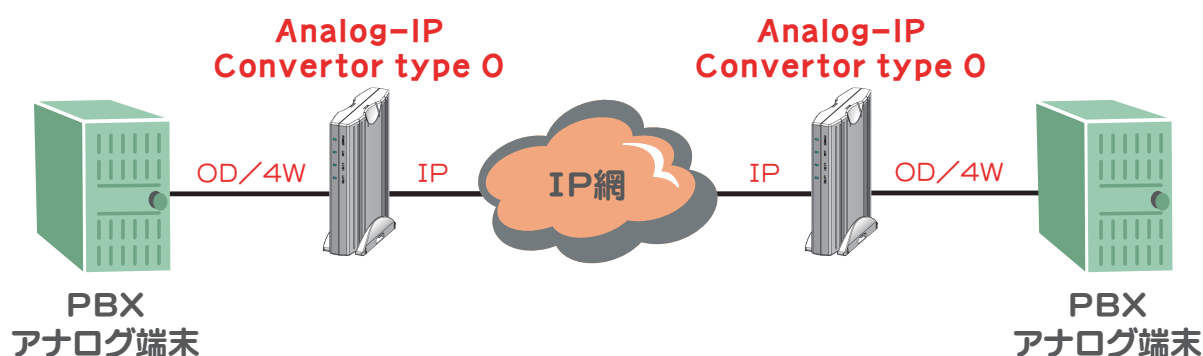 Analog-IP
Convertor type O
Analog-IP
Convertor type O
OD／4W
IP
IP網
IP
OD／4W
PBX
アナログ端末
PBX
アナログ端末